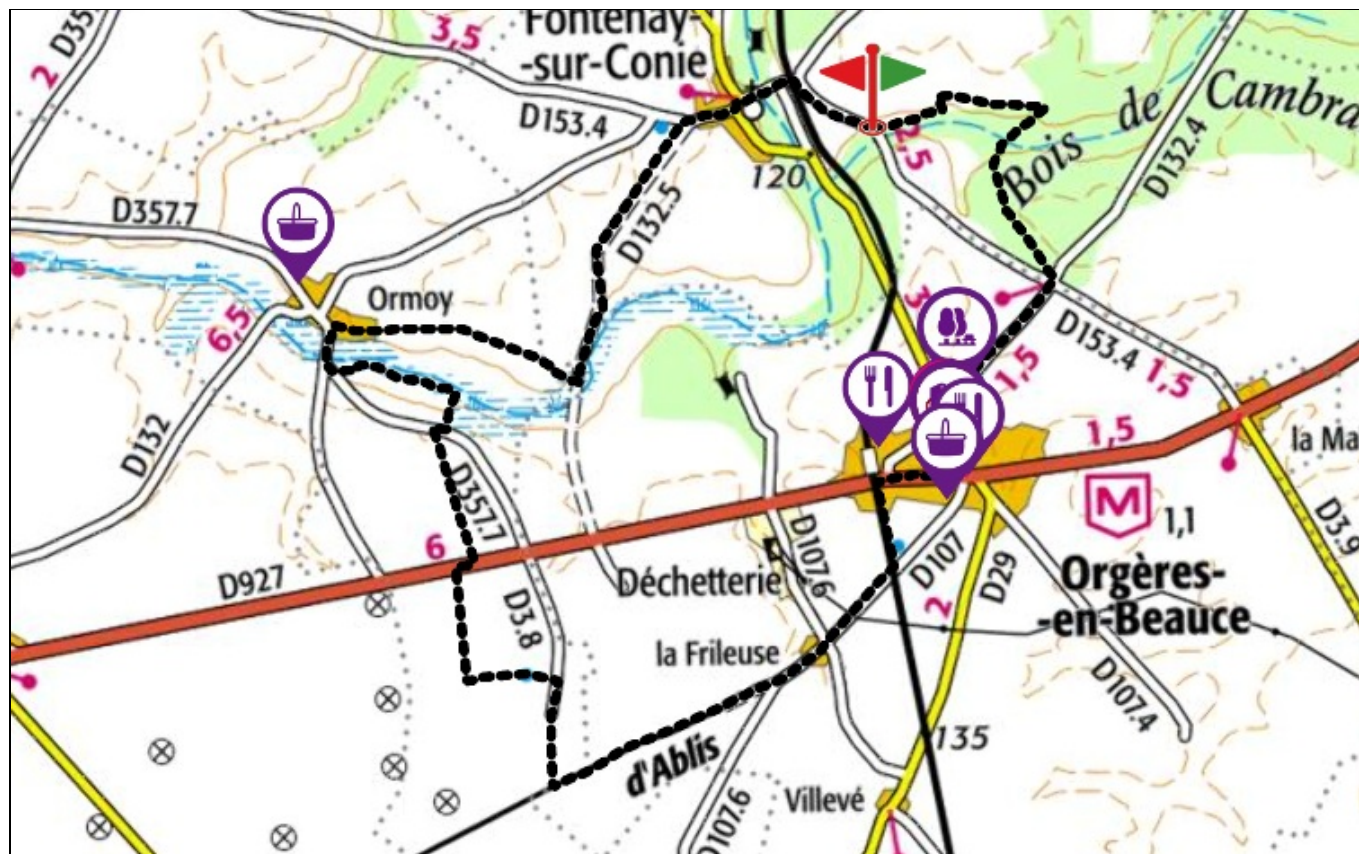 Fontenay-
-sur-Conie
3,5
2
D153.4
D357.7
120
2,5
Bois de Cambra
D132.4
D132.5
Ormoy
6,5
D132
3
1,5
D153.4
1,5
la Ma
1,5
M
1,1
D3.9
D357.7
6
D927
D3.8
Déchetterie
D107.6
D107
D29
2
Orgères-
-en-Beauce
la Frileuse
D107.4
d'Ablis
135
Villevé
D107.6